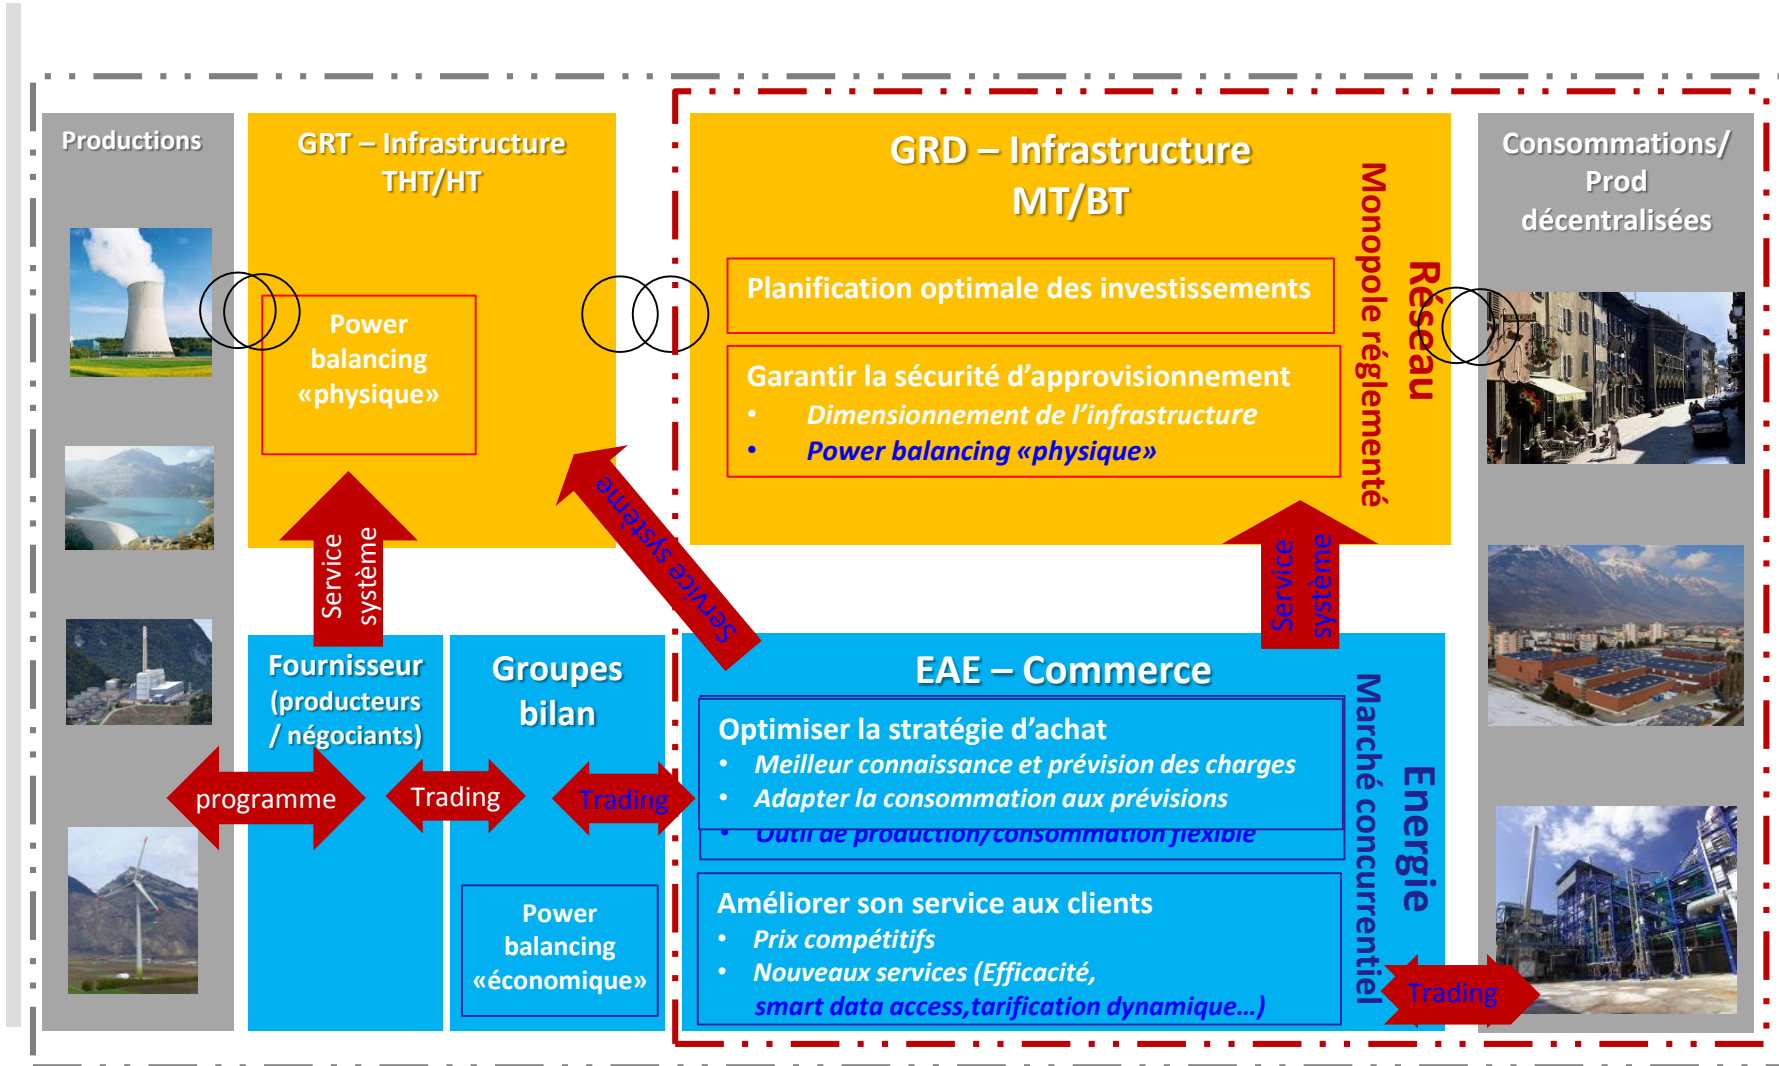 Productions
GRT – Infrastructure
THT/HT
Power
balancing
«physique»
GRD – Infrastructure
MT/BT
Planification optimale des investissements
Garantir la sécurité d’approvisionnement
• Dimensionnement de l’infrastructure
• Power balancing «physique»
Monopole réglementé
Réseau
Consommations/
Prod
décentralisées
Service
système
Service système
Service
système
Fournisseur
(producteurs
/ négociants)
Groupes
bilan
Power
balancing
«économique»
programme
Trading
Trading
EAE – Commerce
Optimiser la stratégie d’achat
• Meilleur connaissance et prévision des charges
• Adapter la consommation aux prévisions
• Outil de production/consommation flexible
Améliorer son service aux clients
• Prix compétitifs
• Nouveaux services (Efficacité,
smart data access,tarification dynamique…)
Marché concurrentiel
Energie
Trading